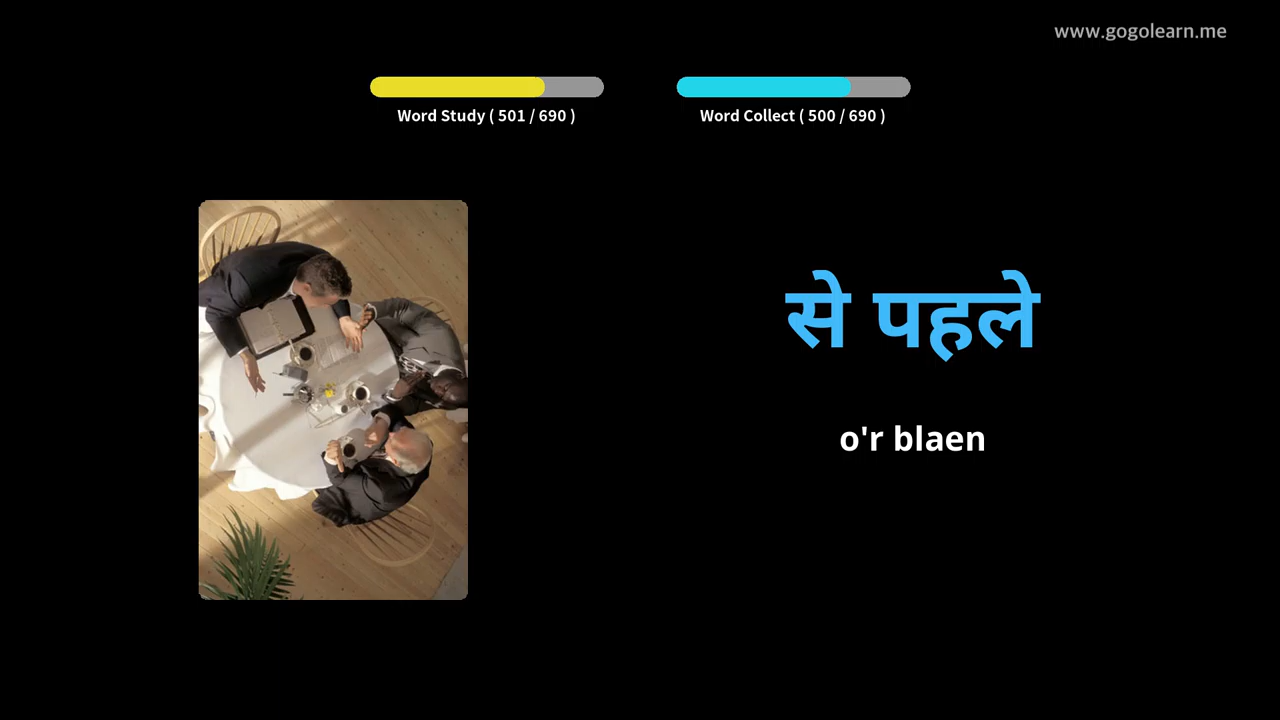 www.gogolearn.me
Word Study ( 501 / 690 )
Word Collect ( 500 / 690 )
से पहले
o'r blaen